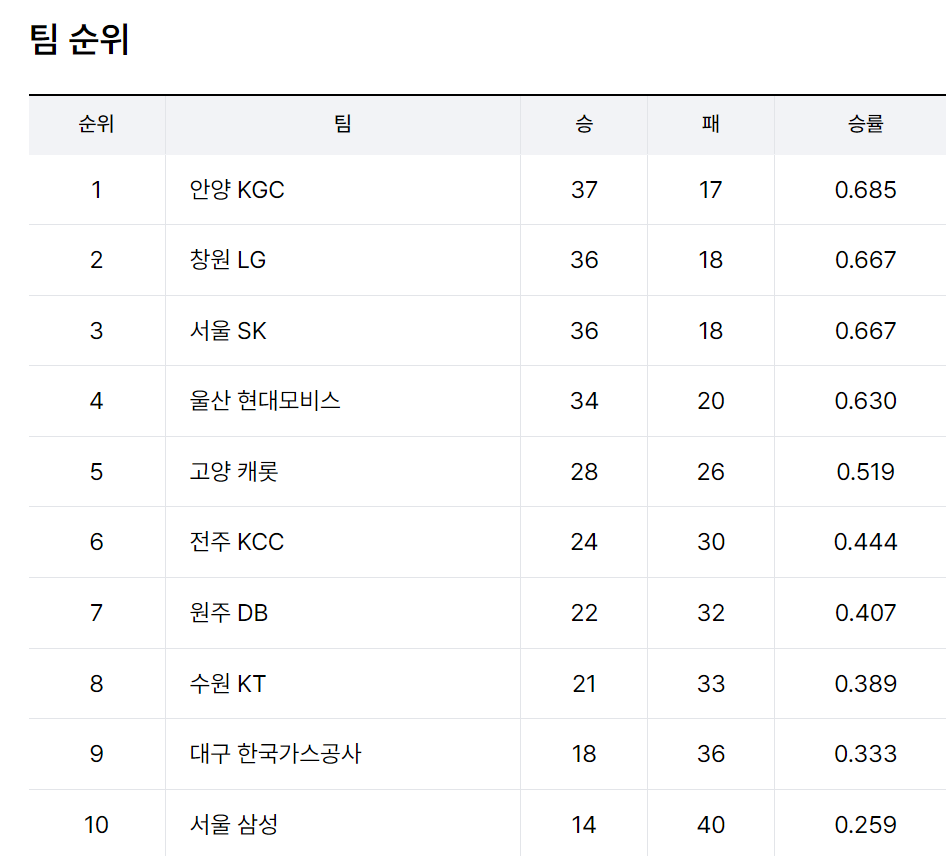 팀 순위
순위 팀 승 패 승률
1 안양 KGC 37 17 0.685
2 창원 LG 36 18 0.667
3 서울 SK 36 18 0.667
4 울산 현대모비스 34 20 0.630
5 고양 캐롯 28 26 0.519
6 전주 KCC 24 30 0.444
7 원주 DB 22 32 0.407
8 수원 KT 21 33 0.389
9 대구 한국가스공사 18 36 0.333
10 서울 삼성 14 40 0.259